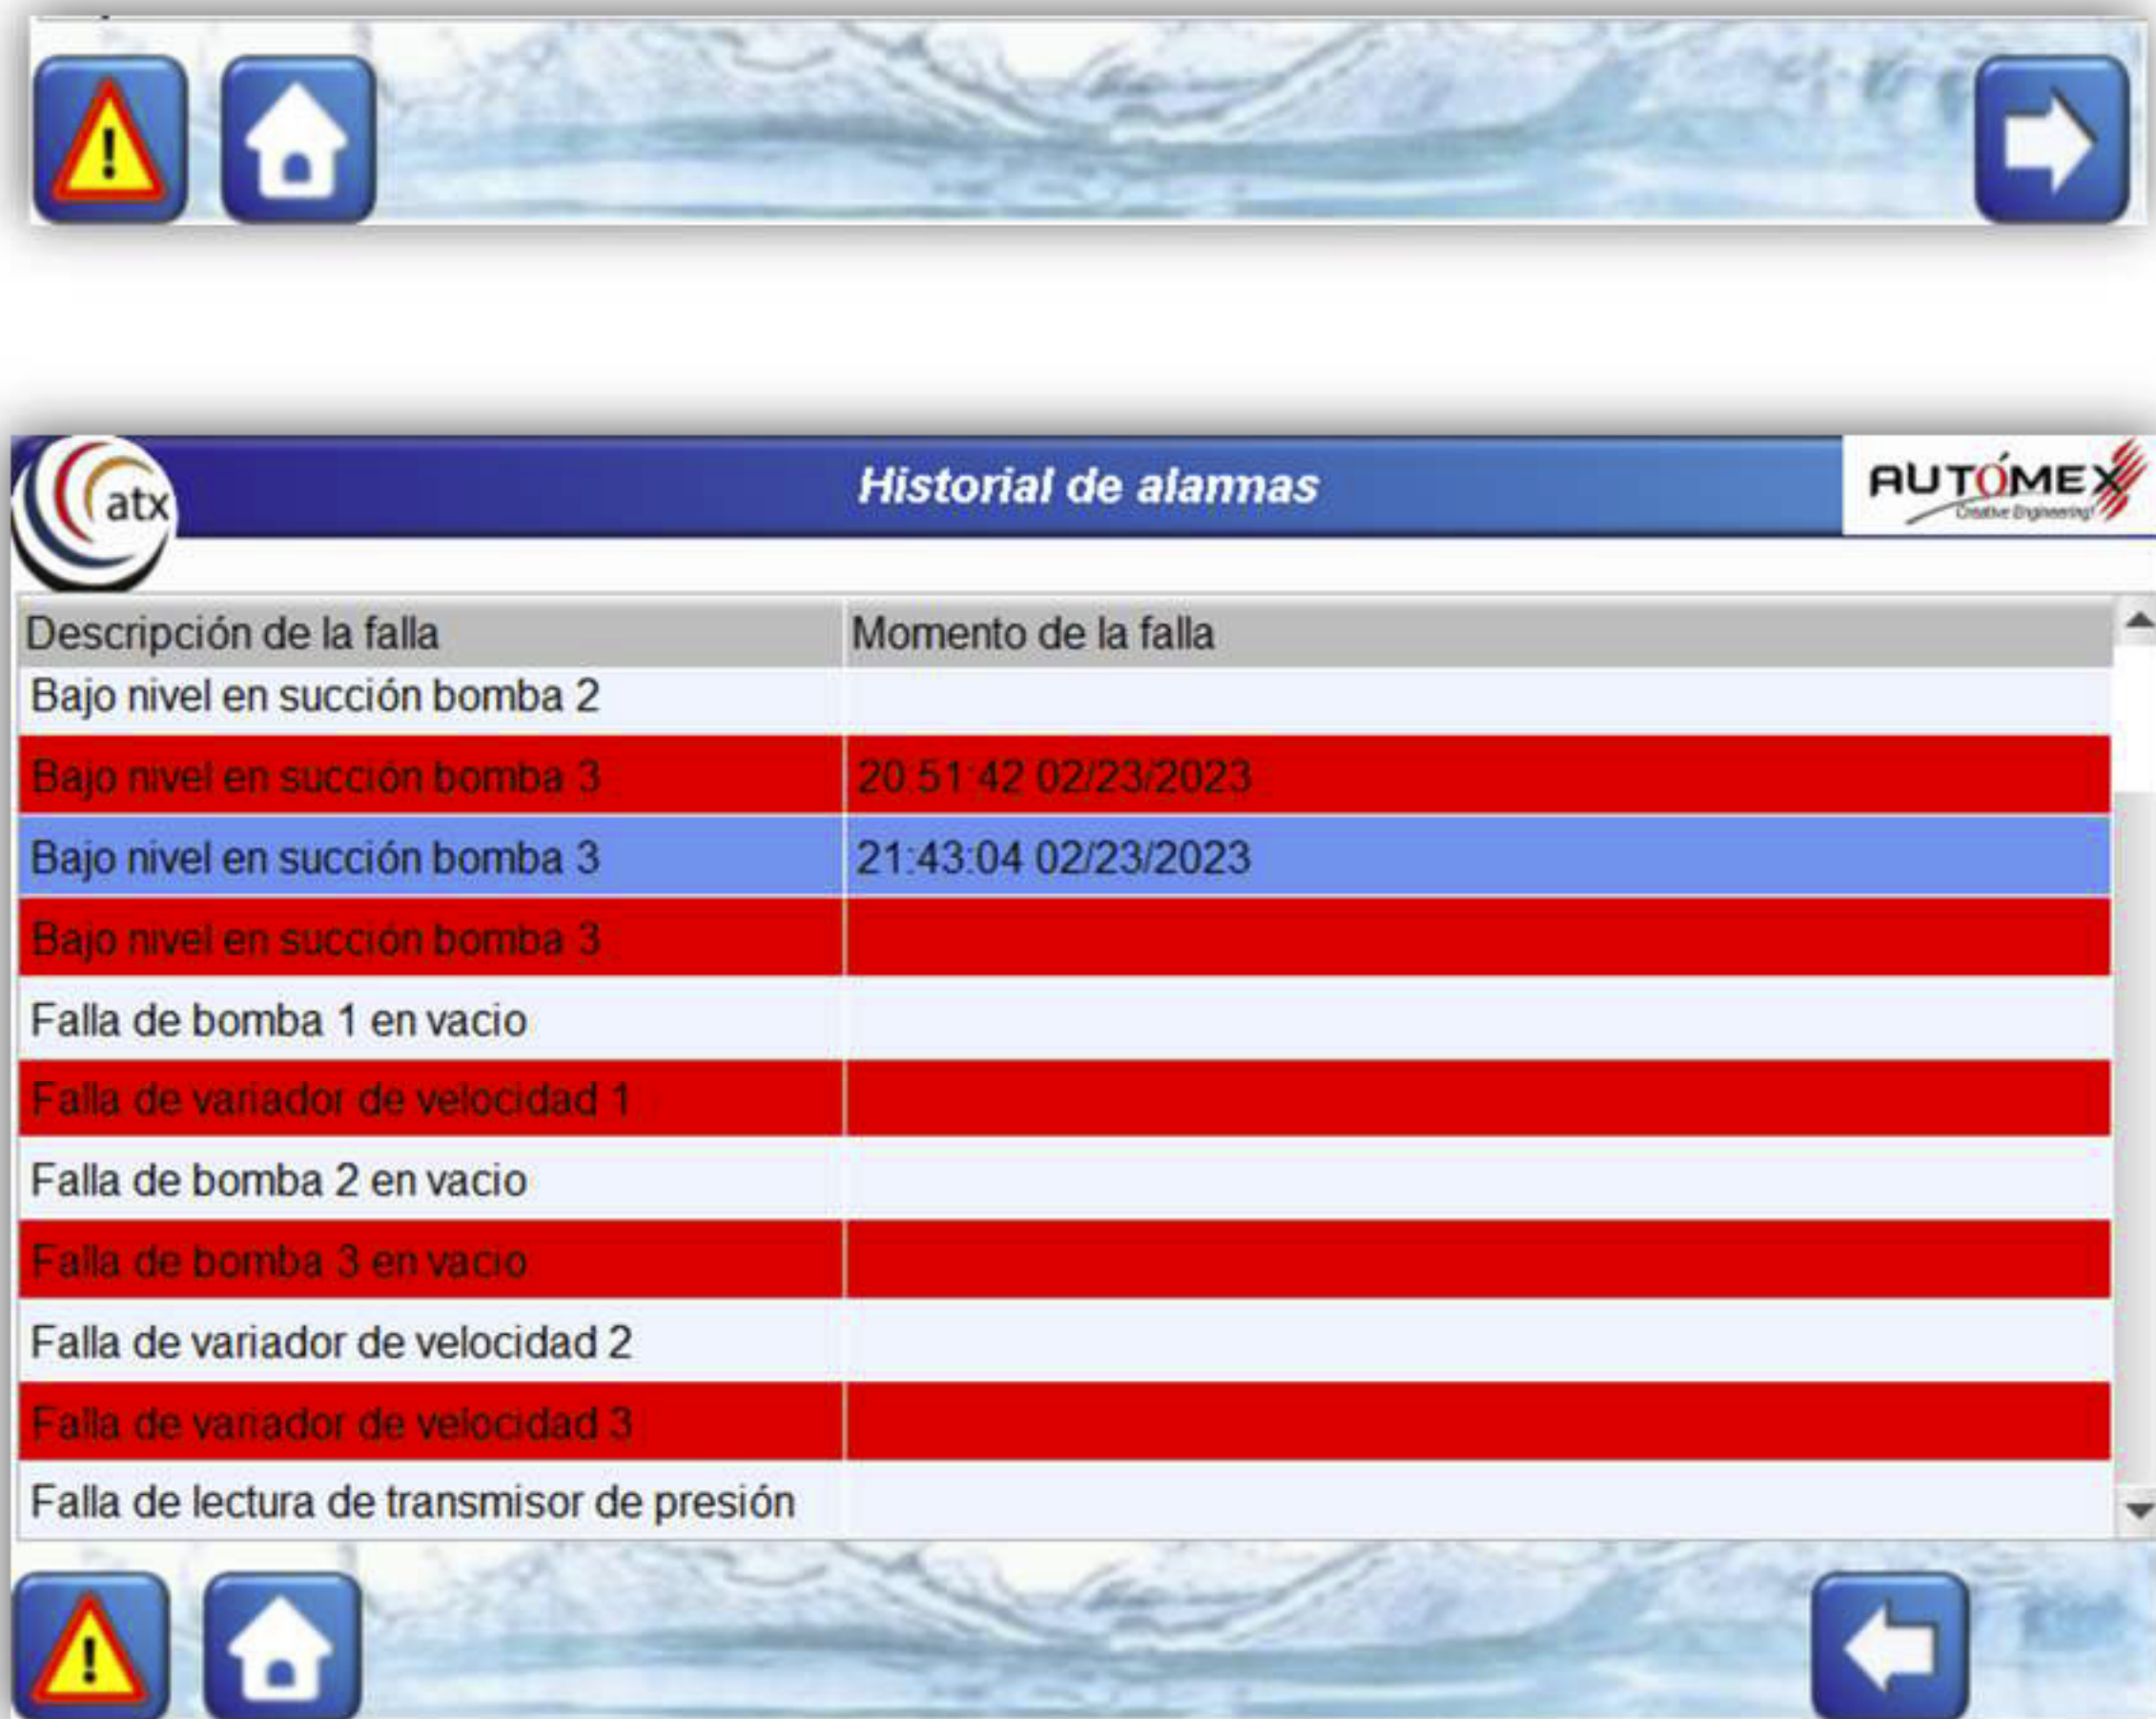 atx
Historial de alarmas
AUTÓMEX
Creative Engineering!
Descripción de la falla Momento de la falla
Bajo nivel en succión bomba 2
Bajo nivel en succión bomba 3 20:51:42 02/23/2023
Bajo nivel en succión bomba 3 21:43:04 02/23/2023
Bajo nivel en succión bomba 3
Falla de bomba 1 en vacio
Falla de variador de velocidad 1
Falla de bomba 2 en vacio
Falla de bomba 3 en vacio
Falla de variador de velocidad 2
Falla de variador de velocidad 3
Falla de lectura de transmisor de presión